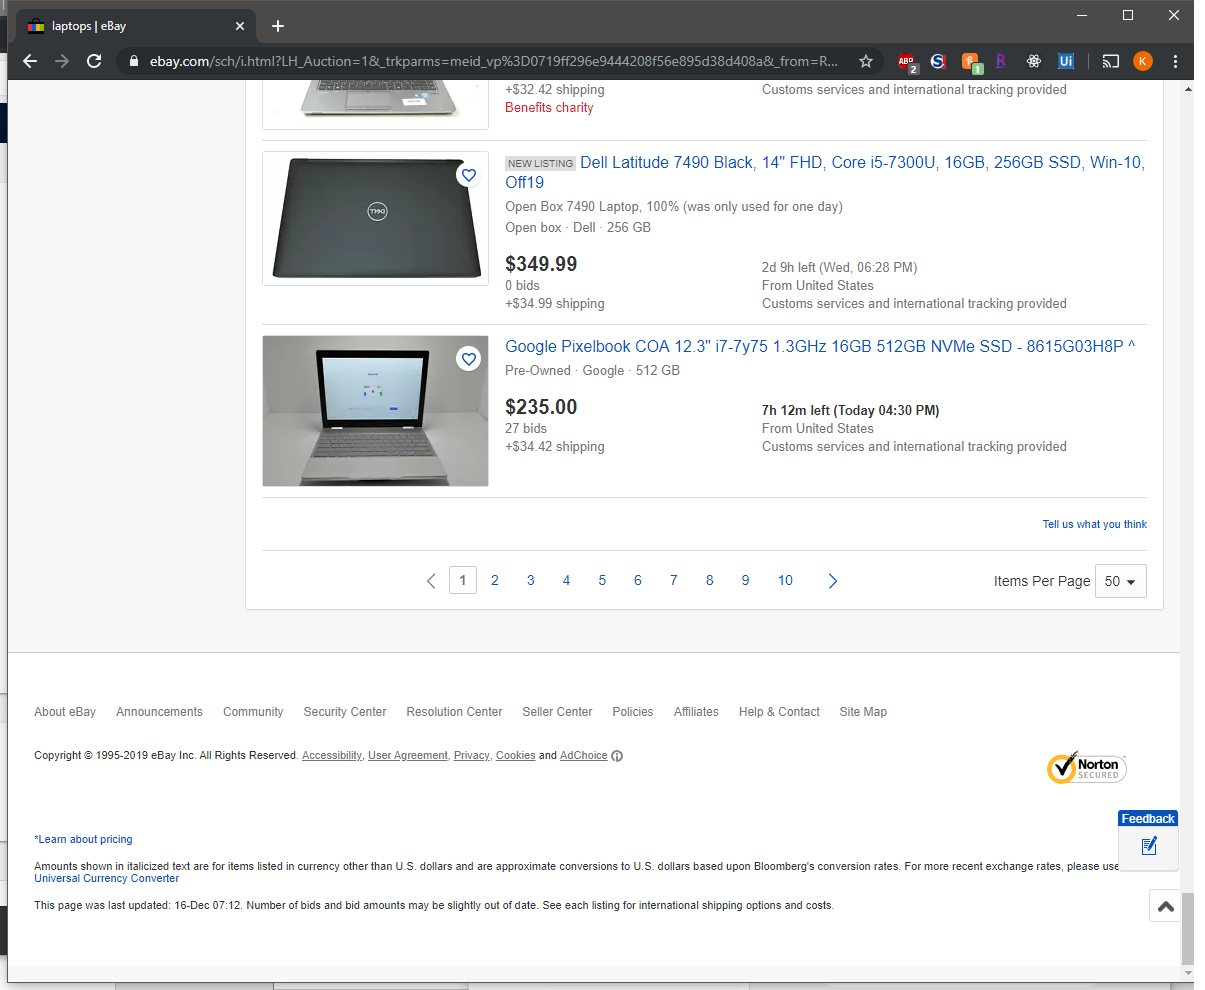 laptops | eBay
ebay.com/sch/i.html?LH_Auction=1&_trkparms=meid_vp%3D0719ff296e9444208f56e895d38d408a&_from=R...
ABP
2
S
1
R
Ui
K
+$32.42 shipping
Customs services and international tracking provided
Benefits charity
DELL
NEW LISTING Dell Latitude 7490 Black, 14" FHD, Core i5-7300U, 16GB, 256GB SSD, Win-10,
Off19
Open Box 7490 Laptop, 100% (was only used for one day)
Open box · Dell · 256 GB
$349.99
2d 9h left (Wed, 06:28 PM)
0 bids
From United States
+$34.99 shipping
Customs services and international tracking provided
Google Pixelbook COA 12.3" i7-7y75 1.3GHz 16GB 512GB NVMe SSD - 8615G03H8P ^
Pre-Owned · Google · 512 GB
$235.00
7h 12m left (Today 04:30 PM)
27 bids
From United States
+$34.42 shipping
Customs services and international tracking provided
Tell us what you think
1 2 3 4 5 6 7 8 9 10
Items Per Page 50
About eBay Announcements Community Security Center Resolution Center Seller Center Policies Affiliates Help & Contact Site Map
Copyright © 1995-2019 eBay Inc. All Rights Reserved. Accessibility, User Agreement, Privacy, Cookies and AdChoice
Norton
SECURED
Feedback
*Learn about pricing
Amounts shown in italicized text are for items listed in currency other than U.S. dollars and are approximate conversions to U.S. dollars based upon Bloomberg's conversion rates. For more recent exchange rates, please use
Universal Currency Converter
This page was last updated: 16-Dec 07:12. Number of bids and bid amounts may be slightly out of date. See each listing for international shipping options and costs.